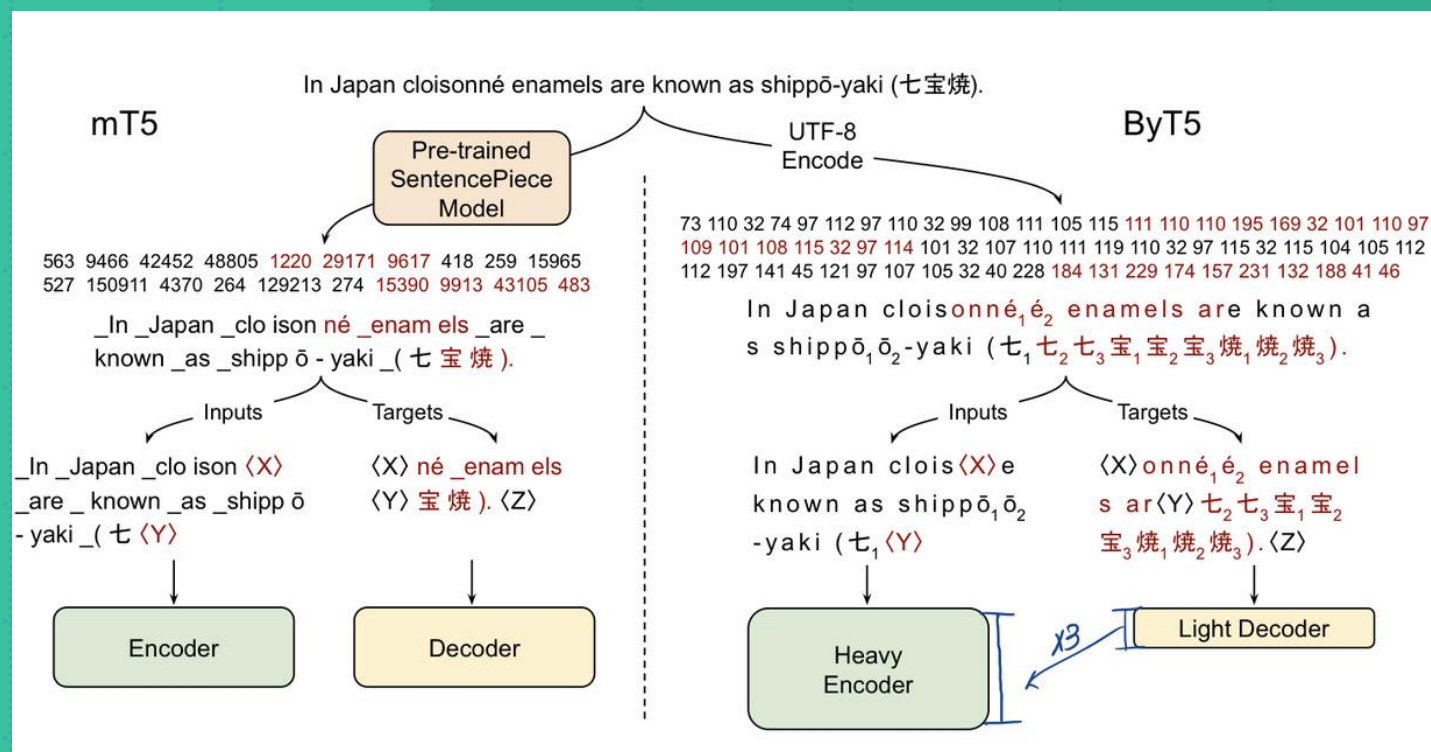 In Japan cloisonné enamels are known as shippō-yaki (七宝焼).
mT5
Pre-trained
SentencePiece
Model
563 9466 42452 48805 1220 29171 9617 418 259 15965
527 150911 4370 264 129213 274 15390 9913 43105 483
_In _Japan _clo ison né _enam els _are _
known _as _shipp ō - yaki _( 七 宝 焼 ).
Inputs
Targets
_In _Japan _clo ison ⟨X⟩
_are _ known _as _shipp ō
- yaki _( 七 ⟨Y⟩
⟨X⟩ né _enam els
⟨Y⟩ 宝 焼 ). ⟨Z⟩
Encoder
Decoder
UTF-8
Encode
ByT5
73 110 32 74 97 112 97 110 32 99 108 111 105 115 111 110 110 195 169 32 101 110 97
109 101 108 115 32 97 114 101 32 107 110 111 119 110 32 97 115 32 115 104 105 112
112 197 141 45 121 97 107 105 32 40 228 184 131 229 174 157 231 132 188 41 46
In Japan cloisonné₁é₂ enamels are known a
s shippō₁ō₂-yaki (七₁七₂七₃宝₁宝₂宝₃焼₁焼₂焼₃).
Inputs
Targets
In Japan clois⟨X⟩e
known as shippō₁ō₂
-yaki (七₁⟨Y⟩
⟨X⟩onné₁é₂ enamel
s ar⟨Y⟩七₂七₃宝₁宝₂
宝₃焼₁焼₂焼₃).⟨Z⟩
Heavy
Encoder
x3
Light Decoder